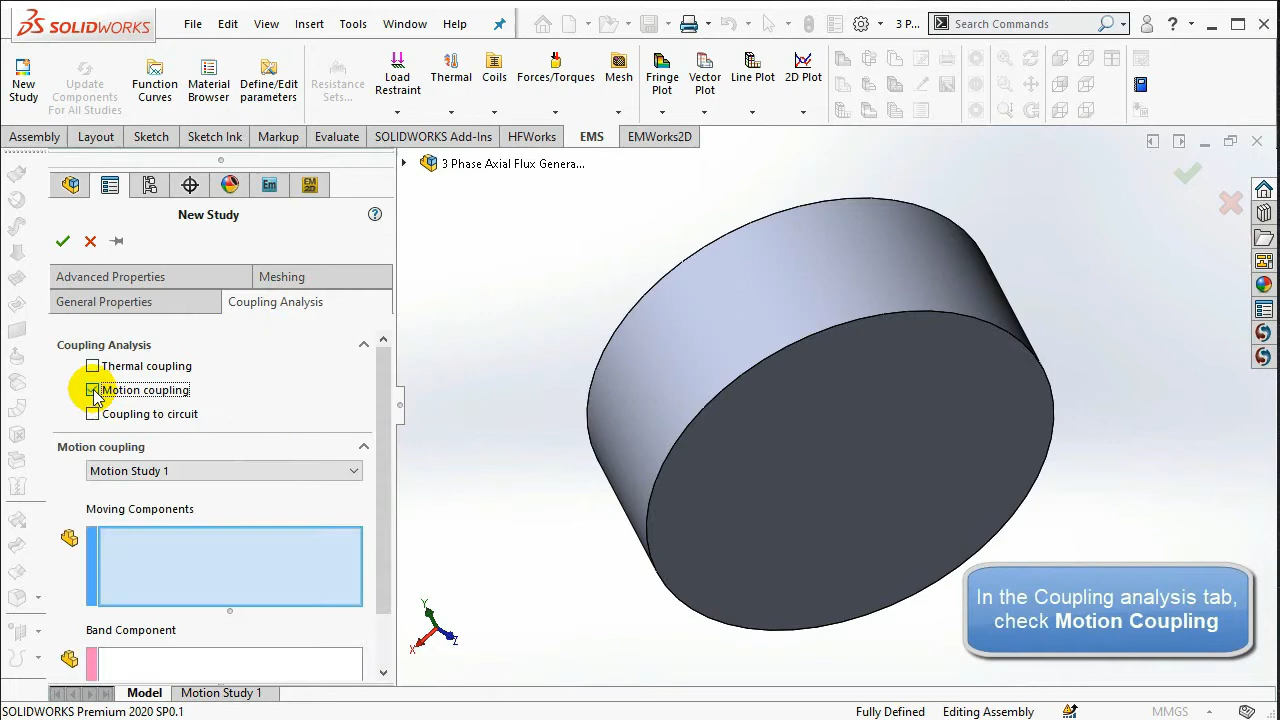 SOLIDWORKS
File Edit View Insert Tools Window Help
3 P...
Search Commands
New Study
Update Components For All Studies
Function Curves
Material Browser
Define/Edit parameters
Resistance Sets...
Load Restraint
Thermal
Coils
Forces/Torques
Mesh
Fringe Plot
Vector Plot
Line Plot
2D Plot
Assembly Layout Sketch Sketch Ink Markup Evaluate SOLIDWORKS Add-Ins HFWorks EMS EMWorks2D
3 Phase Axial Flux Genera...
Em
EM 2D
New Study
Advanced Properties Meshing
General Properties Coupling Analysis
Coupling Analysis
Thermal coupling
Motion coupling
Coupling to circuit
Motion coupling
Motion Study 1
Moving Components
Band Component
Y
X
Z
In the Coupling analysis tab,
check Motion Coupling
Model Motion Study 1
SOLIDWORKS Premium 2020 SP0.1
Fully Defined Editing Assembly MMGS